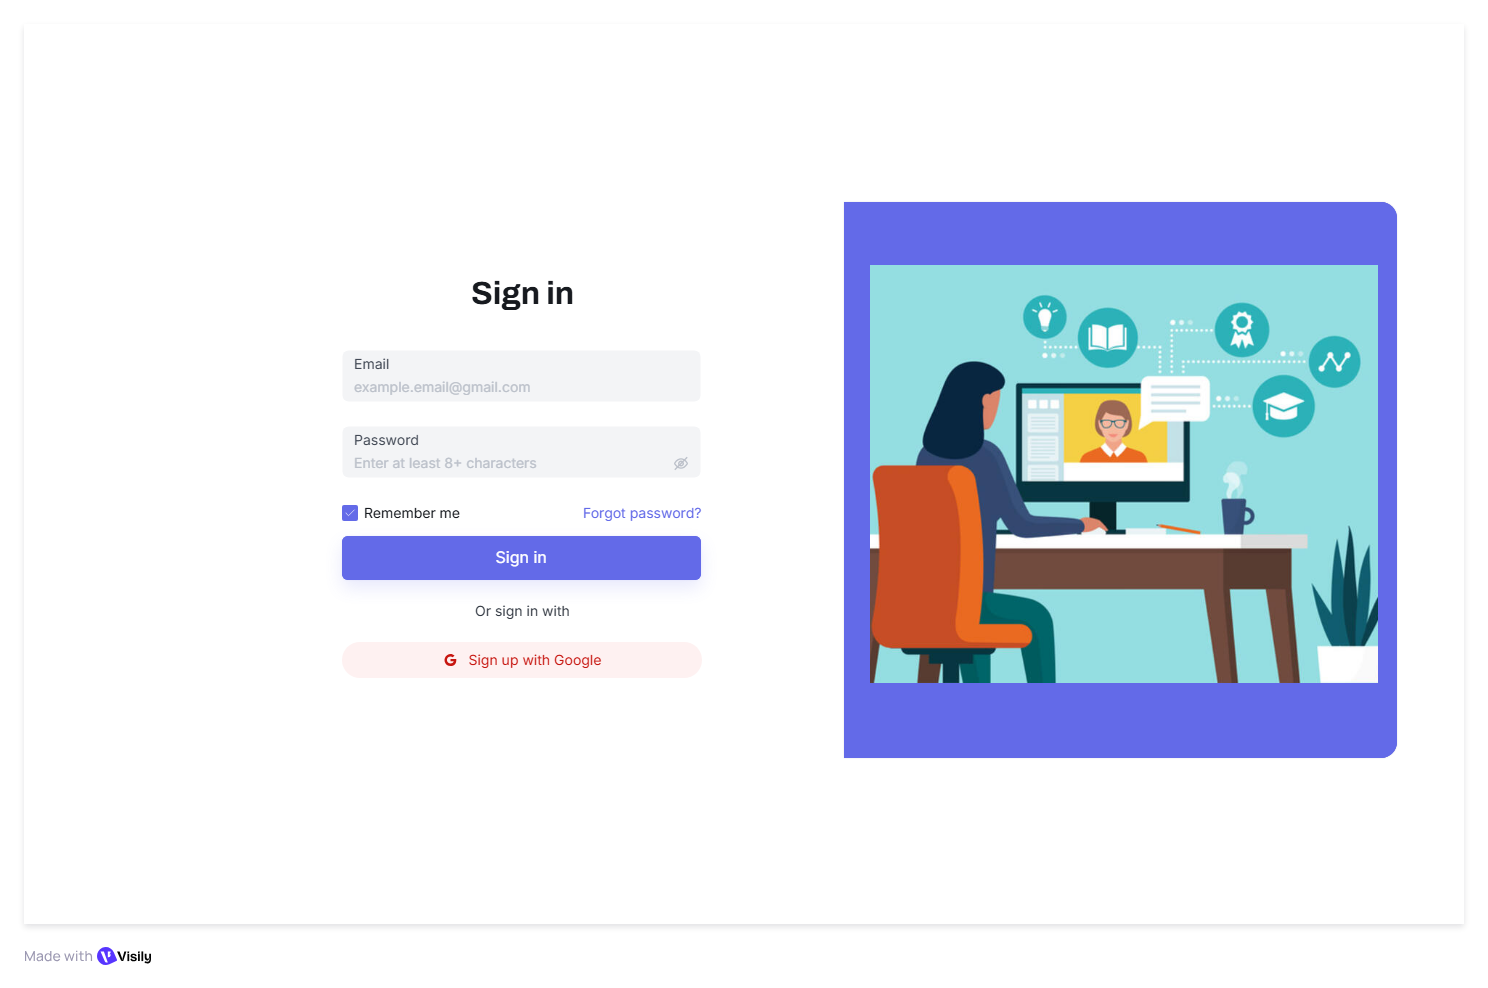 Sign in
Email
example.email@gmail.com
Password
Enter at least 8+ characters
Remember me
Forgot password?
Sign in
Or sign in with
G Sign up with Google
Made with Visily